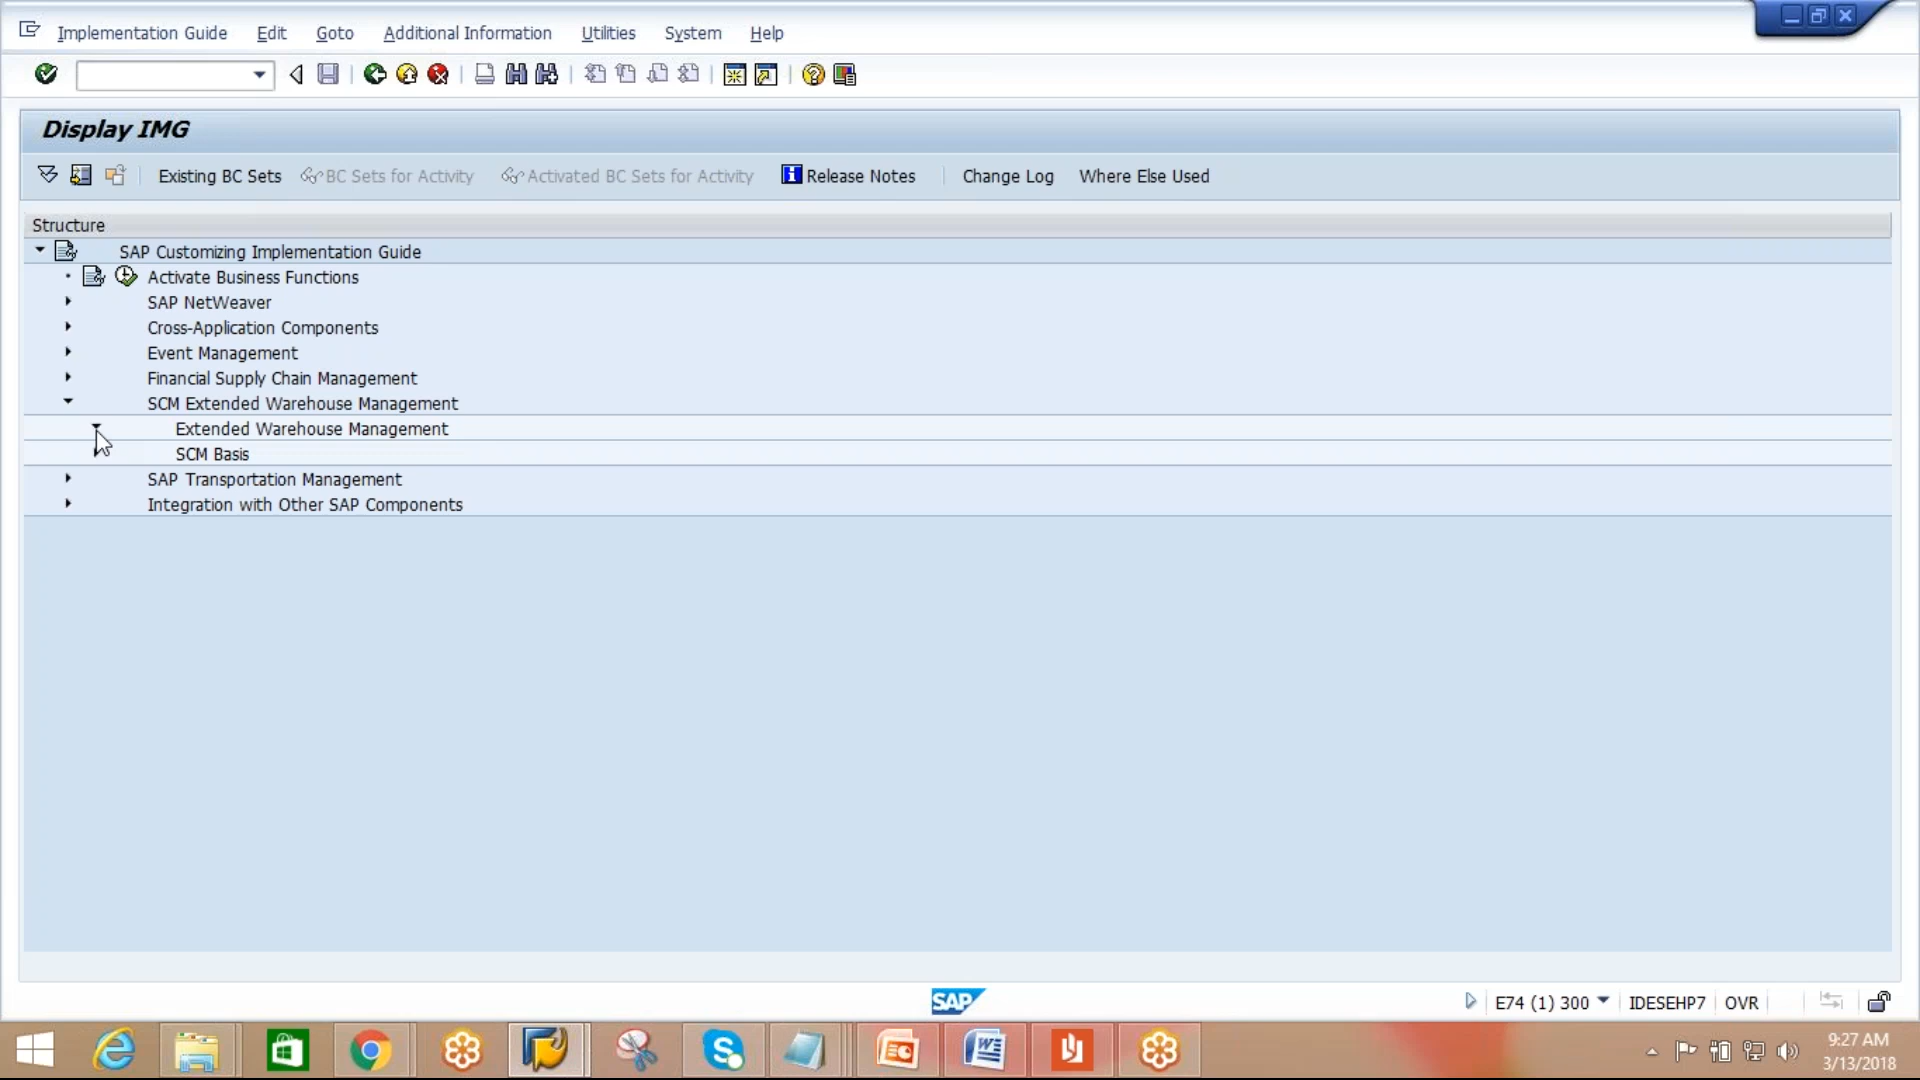 Implementation Guide Edit Goto Additional Information Utilities System Help
Display IMG
Existing BC Sets BC Sets for Activity Activated BC Sets for Activity Release Notes Change Log Where Else Used
Structure
SAP Customizing Implementation Guide
Activate Business Functions
SAP NetWeaver
Cross-Application Components
Event Management
Financial Supply Chain Management
SCM Extended Warehouse Management
Extended Warehouse Management
SCM Basis
SAP Transportation Management
Integration with Other SAP Components
SAP E74 (1) 300 IDESEHP7 OVR
9:27 AM
3/13/2018